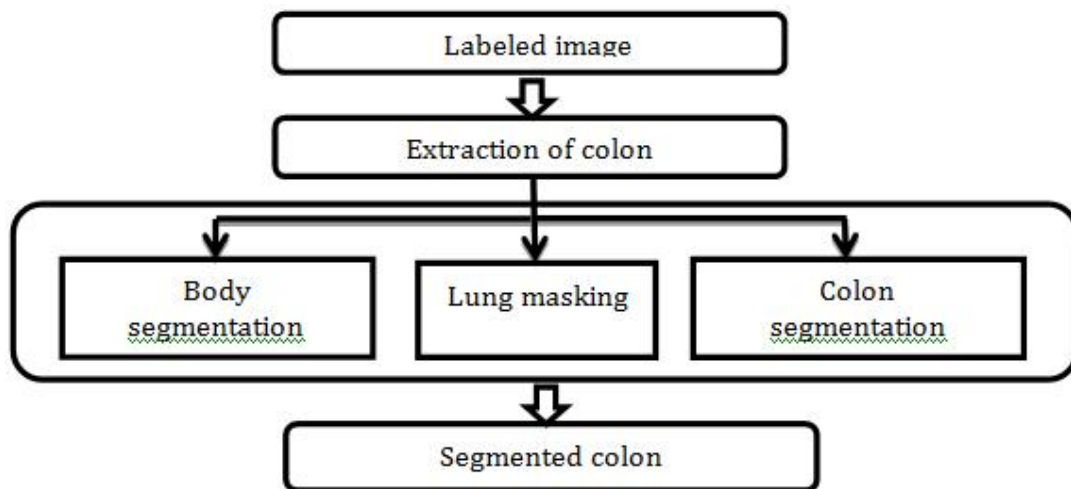 Labeled image
Extraction of colon
Body
segmentation
Lung masking
Colon
segmentation
Segmented colon